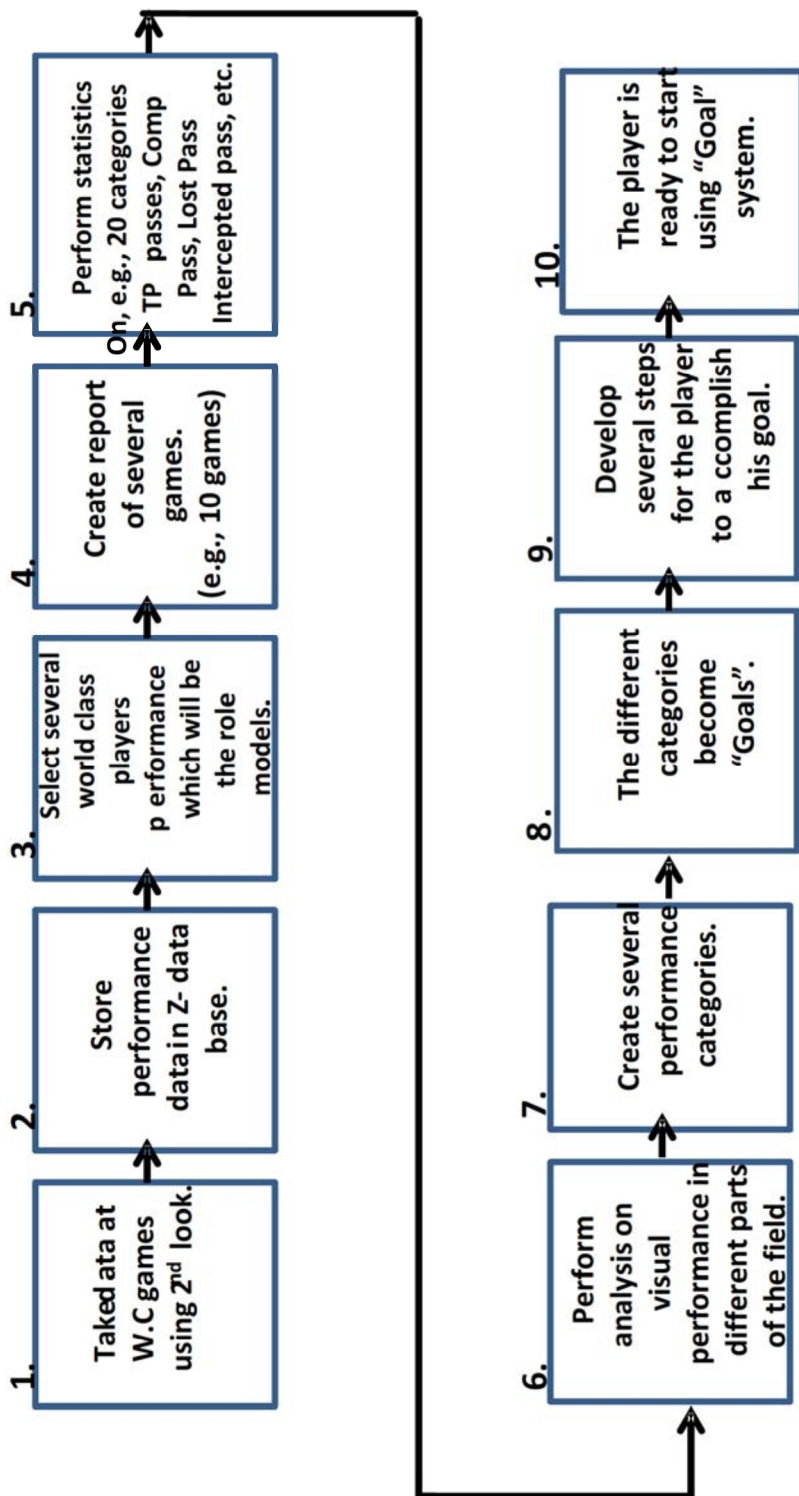 1.
Taked ata at
W.C games
using 2nd look.
2.
Store
performance
data in Z- data
base.
3.
Select several
world class
players
p erformance
which will be
the role
models.
4.
Create report
of several
games.
(e.g., 10 games)
5.
Perform statistics
On, e.g., 20 categories
TP passes, Comp
Pass, Lost Pass
Intercepted pass, etc.
6.
Perform
analysis on
visual
performance in
different parts
of the field.
7.
Create several
performance
categories.
8.
The different
categories
become
“Goals”.
9.
Develop
several steps
for the player
to a ccomplish
his goal.
10.
The player is
ready to start
using “Goal”
system.